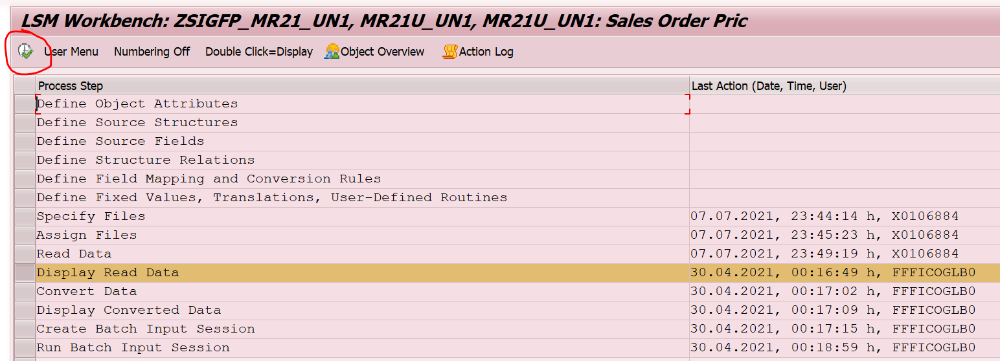 LSM Workbench: ZSIGFP_MR21_UN1, MR21U_UN1, MR21U_UN1: Sales Order Pric
User Menu Numbering Off Double Click=Display Object Overview Action Log
Process Step Last Action (Date, Time, User)
Define Object Attributes
Define Source Structures
Define Source Fields
Define Structure Relations
Define Field Mapping and Conversion Rules
Define Fixed Values, Translations, User-Defined Routines
Specify Files 07.07.2021, 23:44:14 h, X0106884
Assign Files 07.07.2021, 23:45:23 h, X0106884
Read Data 07.07.2021, 23:49:19 h, X0106884
Display Read Data 30.04.2021, 00:16:49 h, FFFICOGLB0
Convert Data 30.04.2021, 00:17:02 h, FFFICOGLB0
Display Converted Data 30.04.2021, 00:17:09 h, FFFICOGLB0
Create Batch Input Session 30.04.2021, 00:17:15 h, FFFICOGLB0
Run Batch Input Session 30.04.2021, 00:18:59 h, FFFICOGLB0